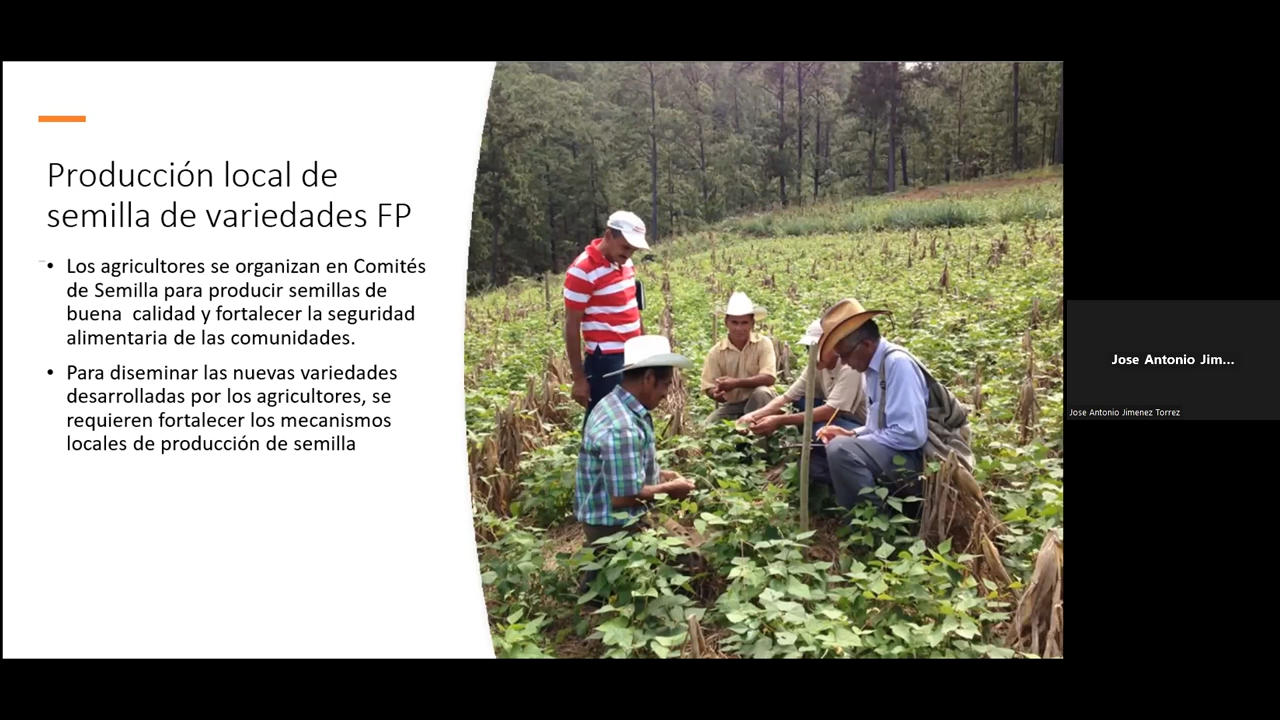 Producción local de
semilla de variedades FP
• Los agricultores se organizan en Comités
de Semilla para producir semillas de
buena  calidad y fortalecer la seguridad
alimentaria de las comunidades.
• Para diseminar las nuevas variedades
desarrolladas por los agricultores, se
requieren fortalecer los mecanismos
locales de producción de semilla
Jose Antonio Jim...
Jose Antonio Jimenez Torrez